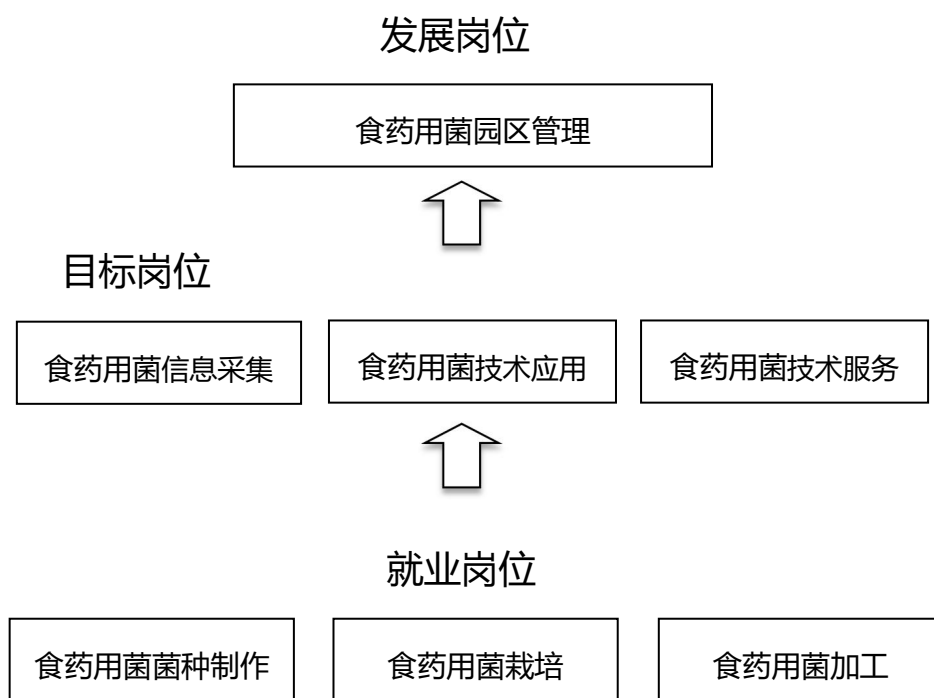 发展岗位
食药用菌园区管理
目标岗位
食药用菌信息采集
食药用菌技术应用
食药用菌技术服务
就业岗位
食药用菌菌种制作
食药用菌栽培
食药用菌加工